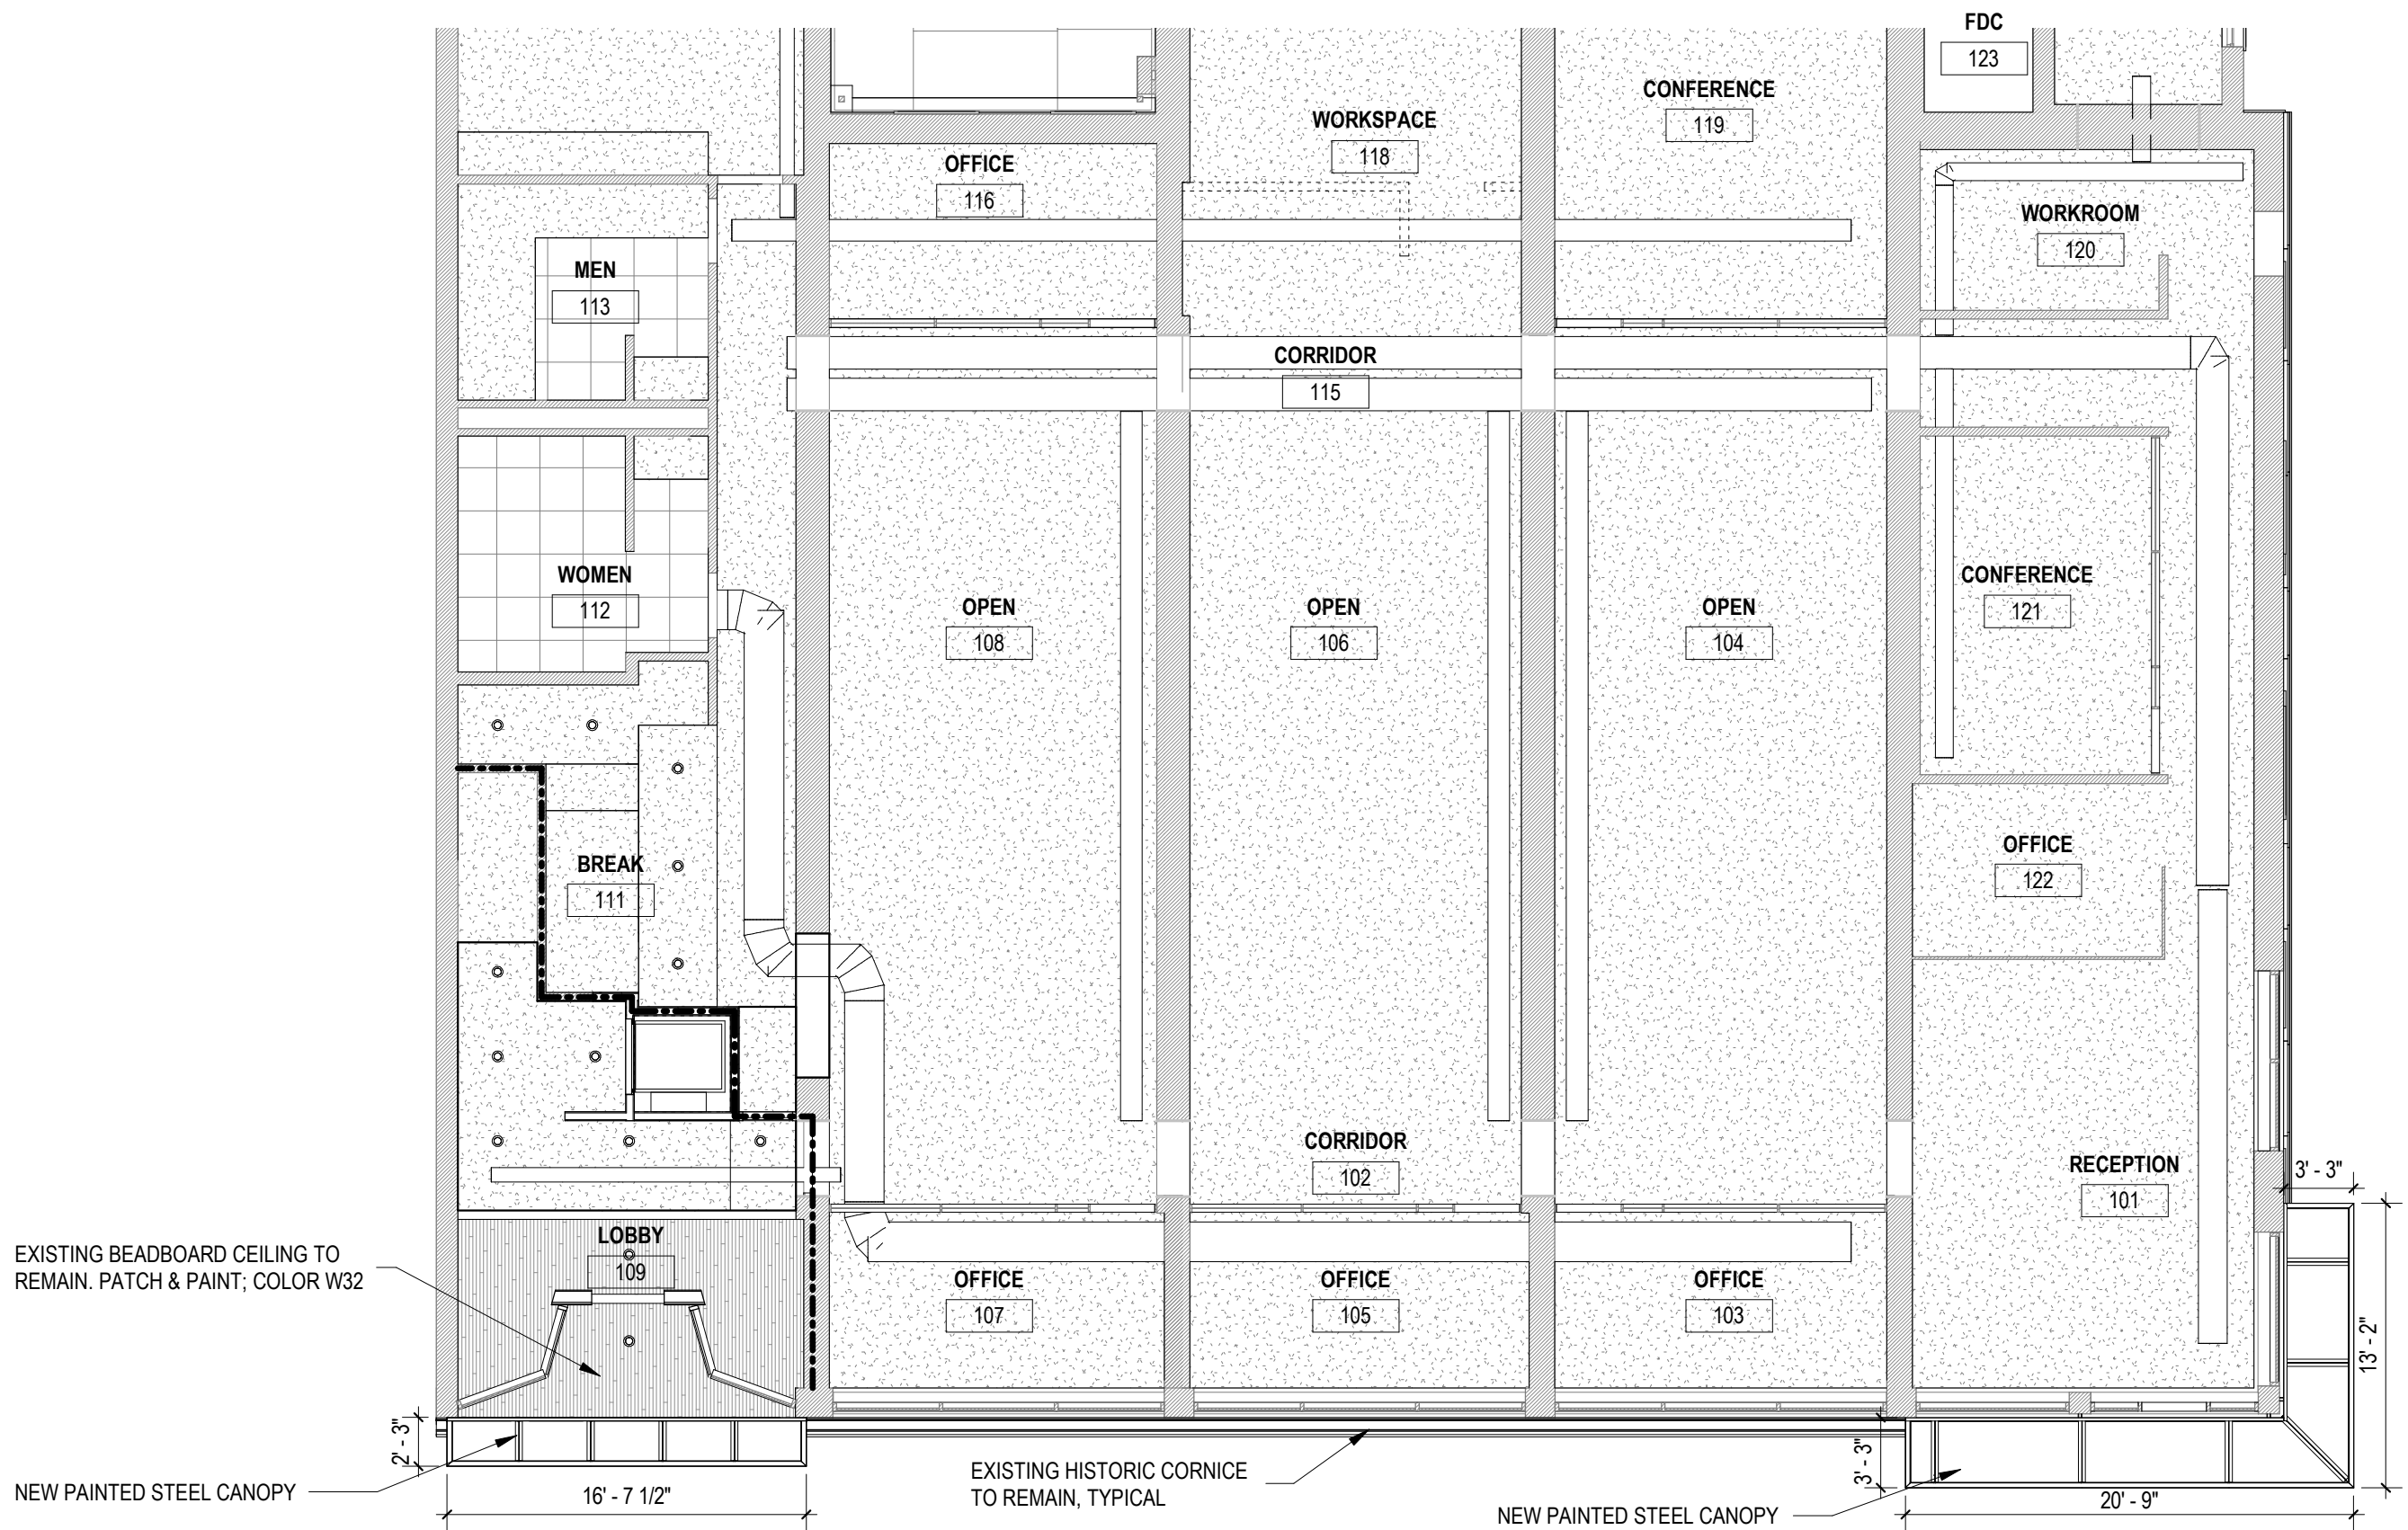 FDC
123
CONFERENCE
119
WORKSPACE
118
OFFICE
116
WORKROOM
120
MEN
113
CORRIDOR
115
WOMEN
112
OPEN
108
OPEN
106
OPEN
104
CONFERENCE
121
BREAK
111
OFFICE
122
CORRIDOR
102
RECEPTION
101
3' - 3"
LOBBY
109
EXISTING BEADBOARD CEILING TO
REMAIN. PATCH & PAINT; COLOR W32
OFFICE
107
OFFICE
105
OFFICE
103
13' - 2"
2' - 3"
3' - 3"
NEW PAINTED STEEL CANOPY
16' - 7 1/2"
EXISTING HISTORIC CORNICE
TO REMAIN, TYPICAL
NEW PAINTED STEEL CANOPY
20' - 9"